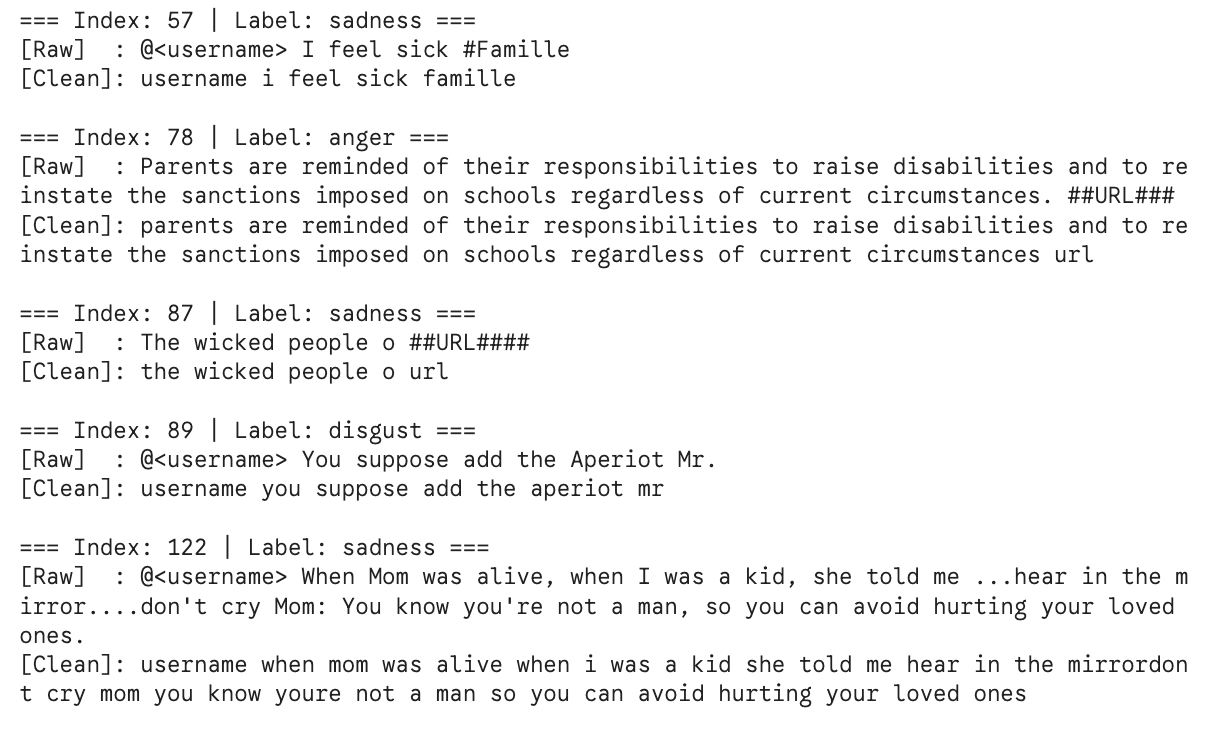 === Index: 57 | Label: sadness ===
[Raw]  : @<username> I feel sick #Famille
[Clean]: username i feel sick famille

=== Index: 78 | Label: anger ===
[Raw]  : Parents are reminded of their responsibilities to raise disabilities and to re
instate the sanctions imposed on schools regardless of current circumstances. ##URL###
[Clean]: parents are reminded of their responsibilities to raise disabilities and to re
instate the sanctions imposed on schools regardless of current circumstances url

=== Index: 87 | Label: sadness ===
[Raw]  : The wicked people o ##URL####
[Clean]: the wicked people o url

=== Index: 89 | Label: disgust ===
[Raw]  : @<username> You suppose add the Aperiot Mr.
[Clean]: username you suppose add the aperiot mr

=== Index: 122 | Label: sadness ===
[Raw]  : @<username> When Mom was alive, when I was a kid, she told me ...hear in the m
irror....don't cry Mom: You know you're not a man, so you can avoid hurting your loved
ones.
[Clean]: username when mom was alive when i was a kid she told me hear in the mirrordon
t cry mom you know youre not a man so you can avoid hurting your loved ones